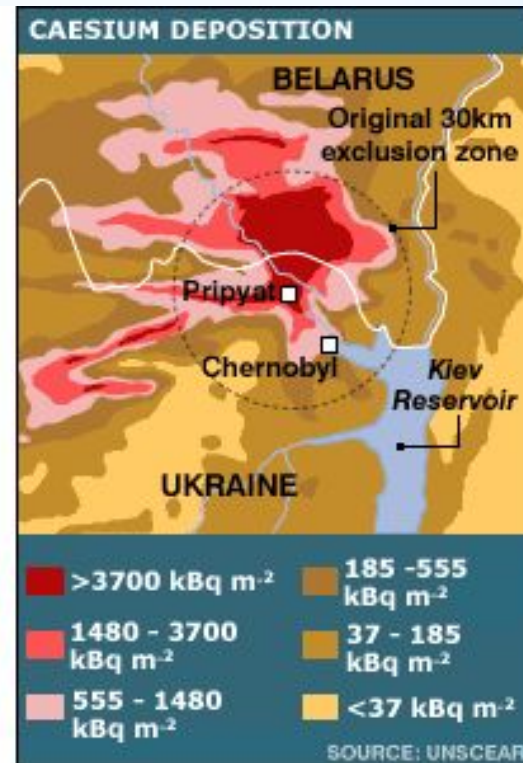 CAESIUM DEPOSITION
BELARUS
Original 30km
exclusion zone
Pripyat
Chernobyl
Kiev
Reservoir
UKRAINE
>3700 kBq m-2
1480 - 3700
kBq m-2
555 - 1480
kBq m-2
185 -555
kBq m-2
37 - 185
kBq m-2
<37 kBq m-2
SOURCE: UNSCEAR